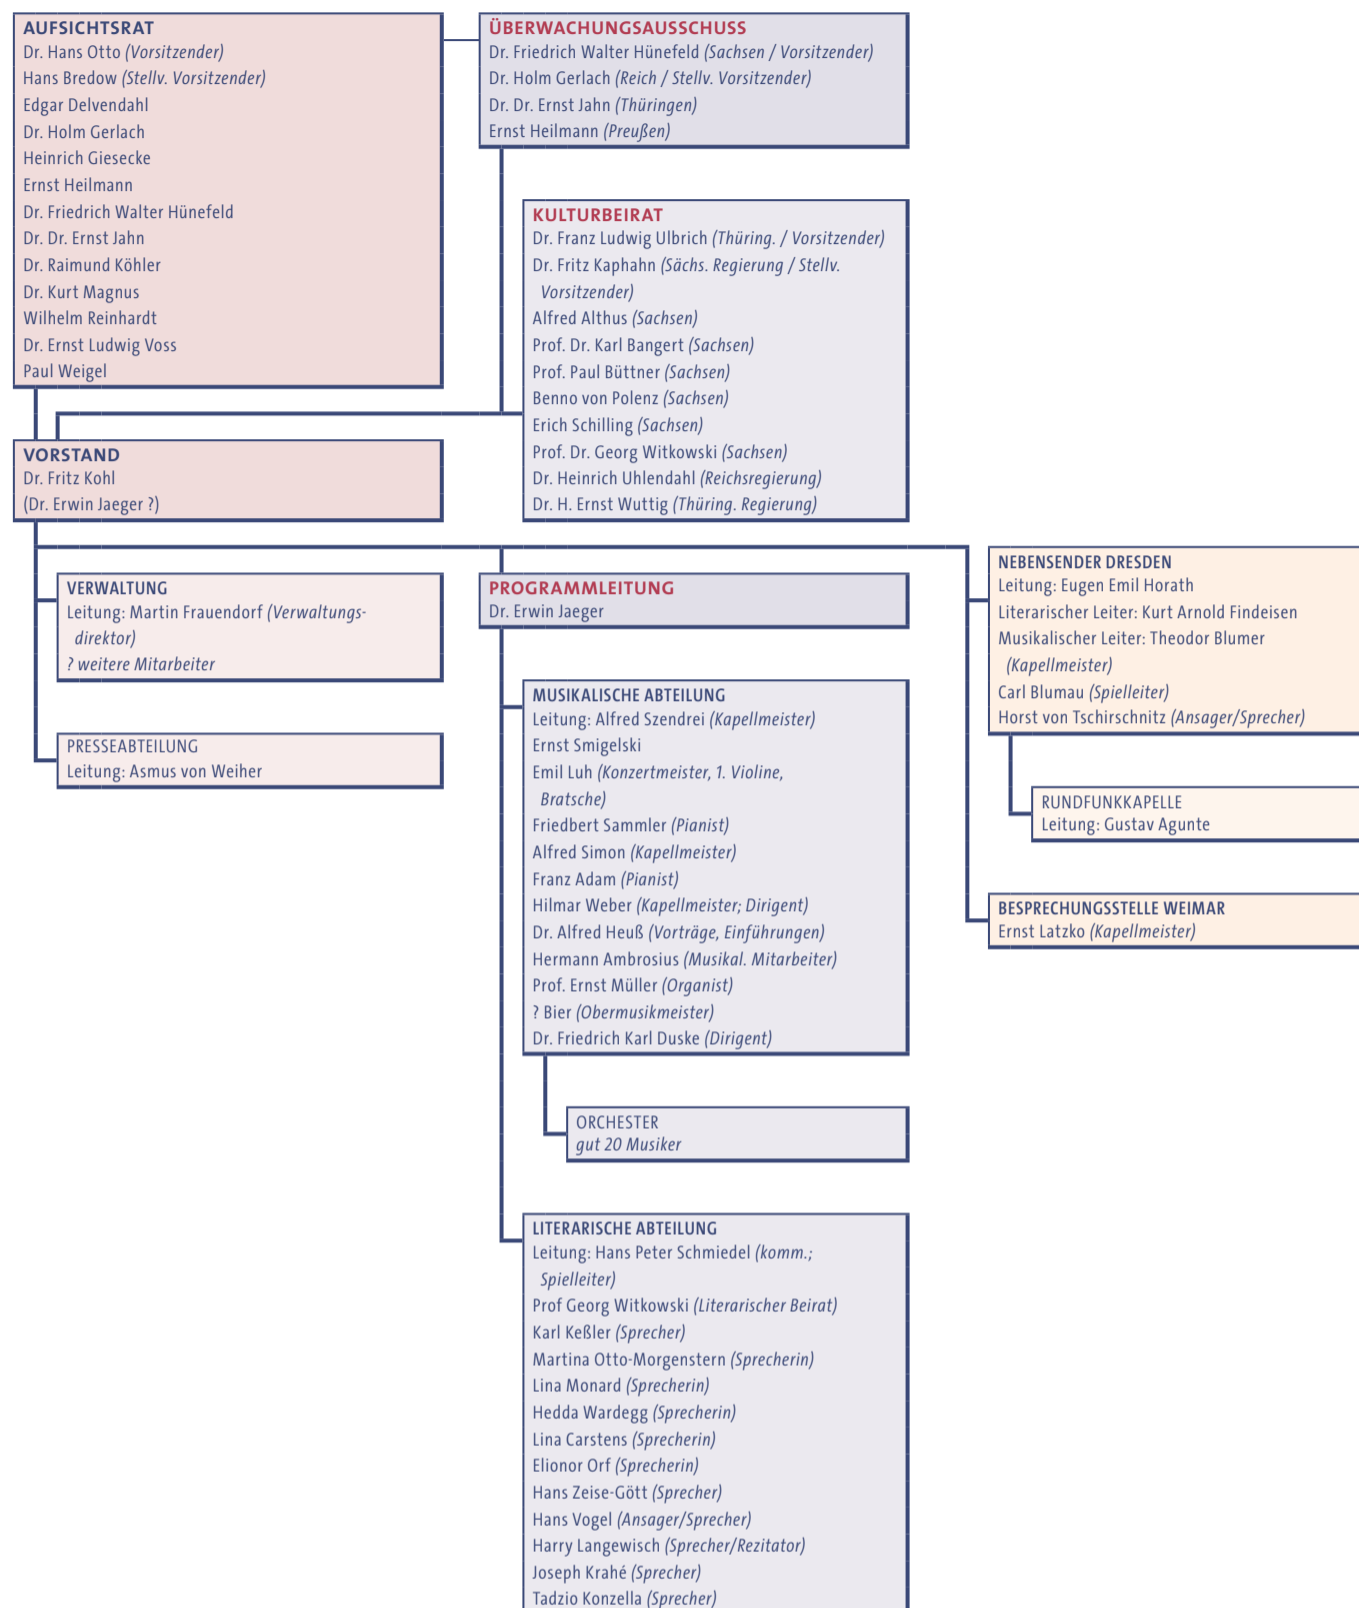 AUFSICHTSRAT
Dr. Hans Otto (Vorsitzender)
Hans Bredow (Stellv. Vorsitzender)
Edgar Delvendahl
Dr. Holm Gerlach
Heinrich Giesecke
Ernst Heilmann
Dr. Friedrich Walter Hünefeld
Dr. Dr. Ernst Jahn
Dr. Raimund Köhler
Dr. Kurt Magnus
Wilhelm Reinhardt
Dr. Ernst Ludwig Voss
Paul Weigel
ÜBERWACHUNGSAUSSCHUSS
Dr. Friedrich Walter Hünefeld (Sachsen / Vorsitzender)
Dr. Holm Gerlach (Reich / Stellv. Vorsitzender)
Dr. Dr. Ernst Jahn (Thüringen)
Ernst Heilmann (Preußen)
KULTURBEIRAT
Dr. Franz Ludwig Ulbrich (Thüring. / Vorsitzender)
Dr. Fritz Kaphahn (Sächs. Regierung / Stellv.
Vorsitzender)
Alfred Althus (Sachsen)
Prof. Dr. Karl Bangert (Sachsen)
Prof. Paul Büttner (Sachsen)
Benno von Polenz (Sachsen)
Erich Schilling (Sachsen)
Prof. Dr. Georg Witkowski (Sachsen)
Dr. Heinrich Uhlendahl (Reichsregierung)
Dr. H. Ernst Wuttig (Thüring. Regierung)
VORSTAND
Dr. Fritz Kohl
(Dr. Erwin Jaeger ?)
VERWALTUNG
Leitung: Martin Frauendorf (Verwaltungs-
direktor)
? weitere Mitarbeiter
PRESSEABTEILUNG
Leitung: Asmus von Weiher
PROGRAMMLEITUNG
Dr. Erwin Jaeger
MUSIKALISCHE ABTEILUNG
Leitung: Alfred Szendrei (Kapellmeister)
Ernst Smigelski
Emil Luh (Konzertmeister, 1. Violine,
Bratsche)
Friedbert Sammler (Pianist)
Alfred Simon (Kapellmeister)
Franz Adam (Pianist)
Hilmar Weber (Kapellmeister; Dirigent)
Dr. Alfred Heuß (Vorträge, Einführungen)
Hermann Ambrosius (Musikal. Mitarbeiter)
Prof. Ernst Müller (Organist)
? Bier (Obermusikmeister)
Dr. Friedrich Karl Duske (Dirigent)
ORCHESTER
gut 20 Musiker
LITERARISCHE ABTEILUNG
Leitung: Hans Peter Schmiedel (komm.;
Spielleiter)
Prof Georg Witkowski (Literarischer Beirat)
Karl Keßler (Sprecher)
Martina Otto-Morgenstern (Sprecherin)
Lina Monard (Sprecherin)
Hedda Wardegg (Sprecherin)
Lina Carstens (Sprecherin)
Elionor Orf (Sprecherin)
Hans Zeise-Gött (Sprecher)
Hans Vogel (Ansager/Sprecher)
Harry Langewisch (Sprecher/Rezitator)
Joseph Krahé (Sprecher)
Tadzio Konzella (Sprecher)
NEBENSENDER DRESDEN
Leitung: Eugen Emil Horath
Literarischer Leiter: Kurt Arnold Findeisen
Musikalischer Leiter: Theodor Blumer
(Kapellmeister)
Carl Blumau (Spielleiter)
Horst von Tschirschnitz (Ansager/Sprecher)
RUNDFUNKKAPELLE
Leitung: Gustav Agunte
BESPRECHUNGSSTELLE WEIMAR
Ernst Latzko (Kapellmeister)